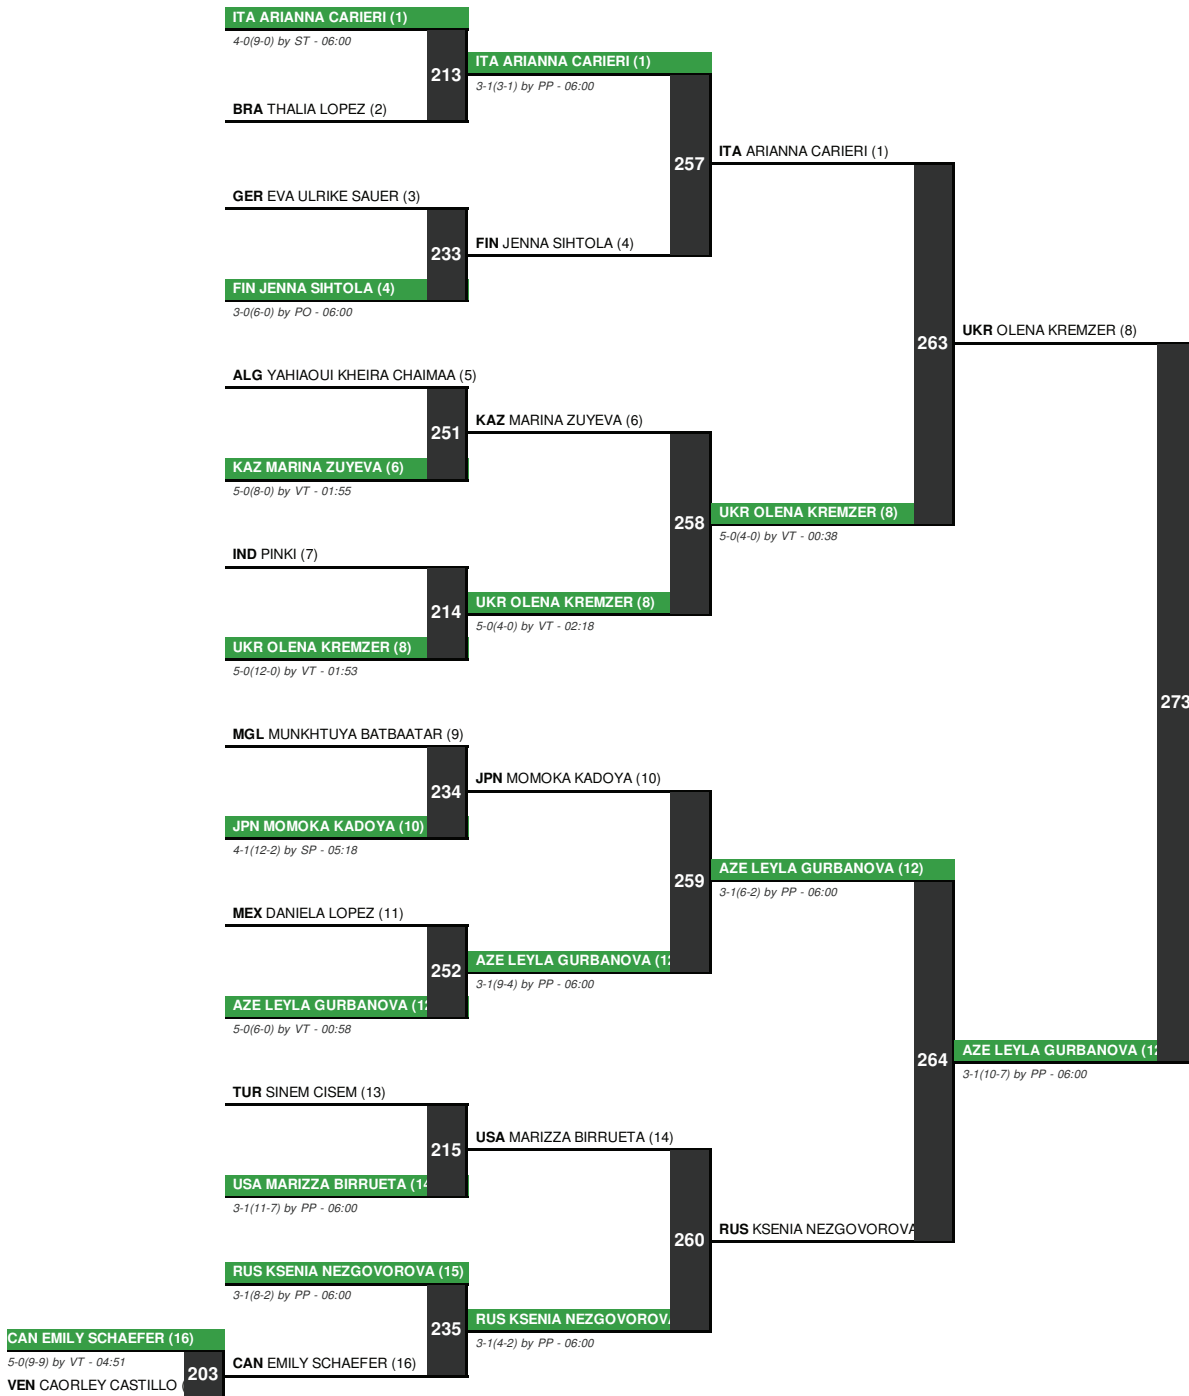 ITA ARIANNA CARIERI (1)
4-0(9-0) by ST - 06:00
213
BRA THALIA LOPEZ (2)
ITA ARIANNA CARIERI (1)
3-1(3-1) by PP - 06:00
257
ITA ARIANNA CARIERI (1)
GER EVA ULRIKE SAUER (3)
233
FIN JENNA SIHTOLA (4)
FIN JENNA SIHTOLA (4)
3-0(6-0) by PO - 06:00
263
UKR OLENA KREMZER (8)
ALG YAHIAOUI KHEIRA CHAIMAA (5)
251
KAZ MARINA ZUYEVA (6)
KAZ MARINA ZUYEVA (6)
5-0(8-0) by VT - 01:55
258
UKR OLENA KREMZER (8)
5-0(4-0) by VT - 00:38
IND PINKI (7)
214
UKR OLENA KREMZER (8)
5-0(4-0) by VT - 02:18
UKR OLENA KREMZER (8)
5-0(12-0) by VT - 01:53
273
MGL MUNKHTUYA BATBAATAR (9)
234
JPN MOMOKA KADOYA (10)
JPN MOMOKA KADOYA (10)
4-1(12-2) by SP - 05:18
259
AZE LEYLA GURBANOVA (12)
3-1(6-2) by PP - 06:00
MEX DANIELA LOPEZ (11)
252
AZE LEYLA GURBANOVA (12
3-1(9-4) by PP - 06:00
AZE LEYLA GURBANOVA (12
5-0(6-0) by VT - 00:58
264
AZE LEYLA GURBANOVA (12
3-1(10-7) by PP - 06:00
TUR SINEM CISEM (13)
215
USA MARIZZA BIRRUETA (14)
USA MARIZZA BIRRUETA (14
3-1(11-7) by PP - 06:00
260
RUS KSENIA NEZGOVOROVA
RUS KSENIA NEZGOVOROVA (15)
3-1(8-2) by PP - 06:00
235
RUS KSENIA NEZGOVOROVA
3-1(4-2) by PP - 06:00
CAN EMILY SCHAEFER (16)
5-0(9-9) by VT - 04:51
203
CAN EMILY SCHAEFER (16)
VEN CAORLEY CASTILLO (